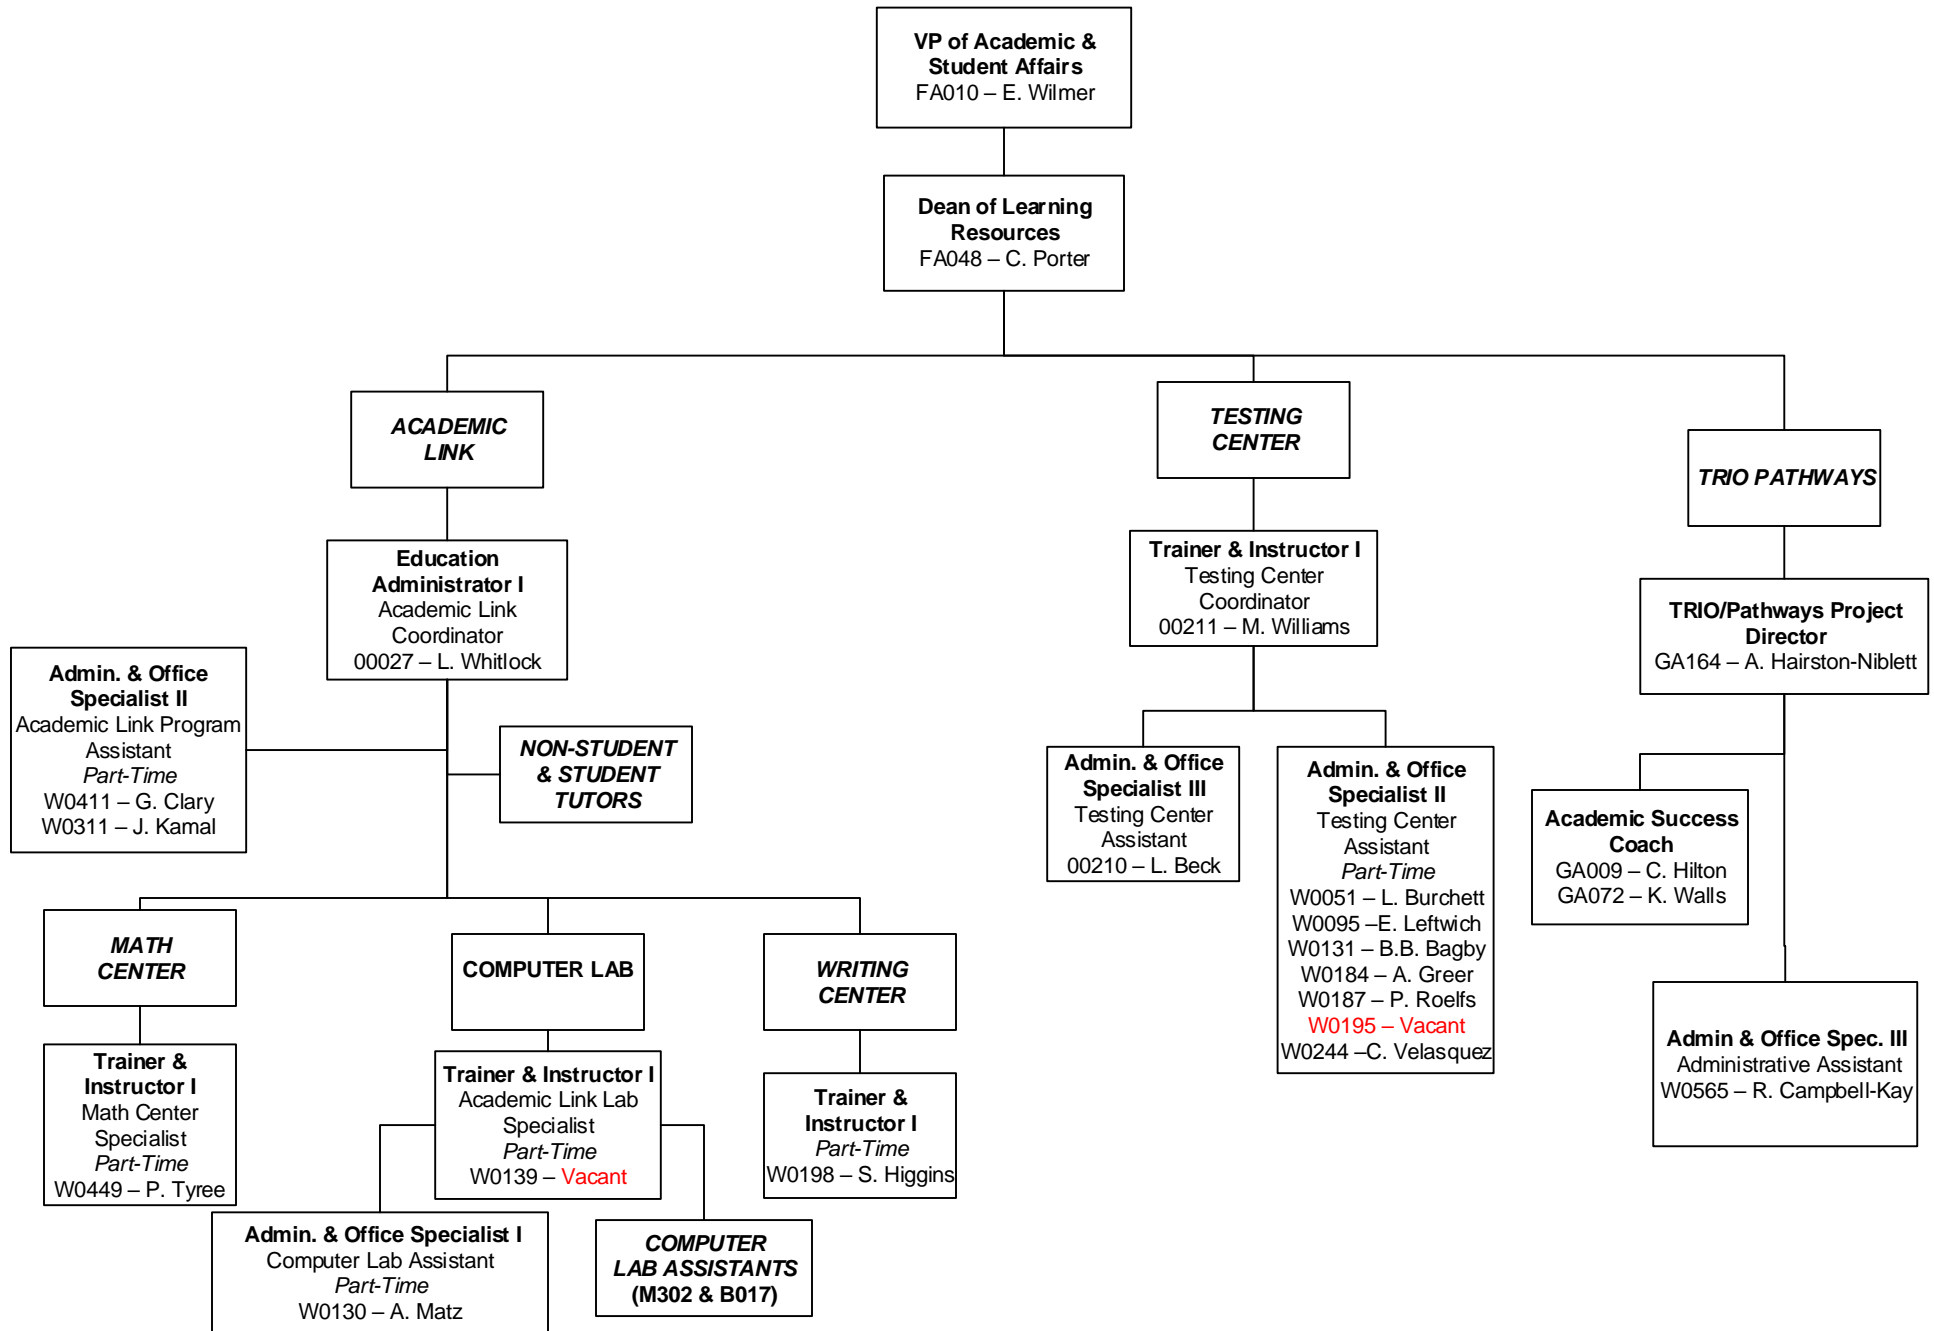 VP of Academic &
Student Affairs
FA010 – E. Wilmer
Dean of Learning
Resources
FA048 – C. Porter
ACADEMIC
LINK
TESTING
CENTER
TRIO PATHWAYS
Education
Administrator I
Academic Link
Coordinator
00027 – L. Whitlock
Trainer & Instructor I
Testing Center
Coordinator
00211 – M. Williams
TRIO/Pathways Project
Director
GA164 – A. Hairston-Niblett
Admin. & Office
Specialist II
Academic Link Program
Assistant
Part-Time
W0411 – G. Clary
W0311 – J. Kamal
NON-STUDENT
& STUDENT
TUTORS
Admin. & Office
Specialist III
Testing Center
Assistant
00210 – L. Beck
Admin. & Office
Specialist II
Testing Center
Assistant
Part-Time
W0051 – L. Burchett
W0095 –E. Leftwich
W0131 – B.B. Bagby
W0184 – A. Greer
W0187 – P. Roelfs
W0195 – Vacant
W0244 –C. Velasquez
Academic Success
Coach
GA009 – C. Hilton
GA072 – K. Walls
MATH
CENTER
COMPUTER LAB
WRITING
CENTER
Admin & Office Spec. III
Administrative Assistant
W0565 – R. Campbell-Kay
Trainer &
Instructor I
Math Center
Specialist
Part-Time
W0449 – P. Tyree
Trainer & Instructor I
Academic Link Lab
Specialist
Part-Time
W0139 – Vacant
Trainer &
Instructor I
Part-Time
W0198 – S. Higgins
Admin. & Office Specialist I
Computer Lab Assistant
Part-Time
W0130 – A. Matz
COMPUTER
LAB ASSISTANTS
(M302 & B017)